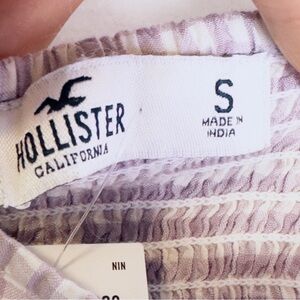 HOLLISTER
CALIFORNIA
S
MADE IN
INDIA
NIN